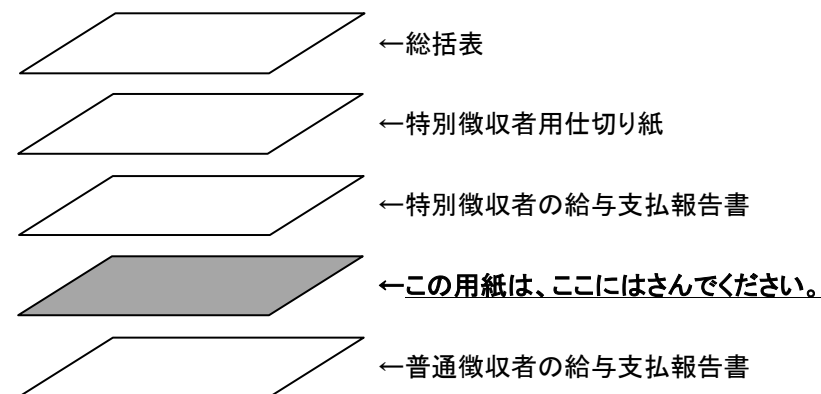 ←総括表
←特別徴収者用仕切り紙
←特別徴収者の給与支払報告書
←この用紙は、ここにはさんでください。
←普通徴収者の給与支払報告書